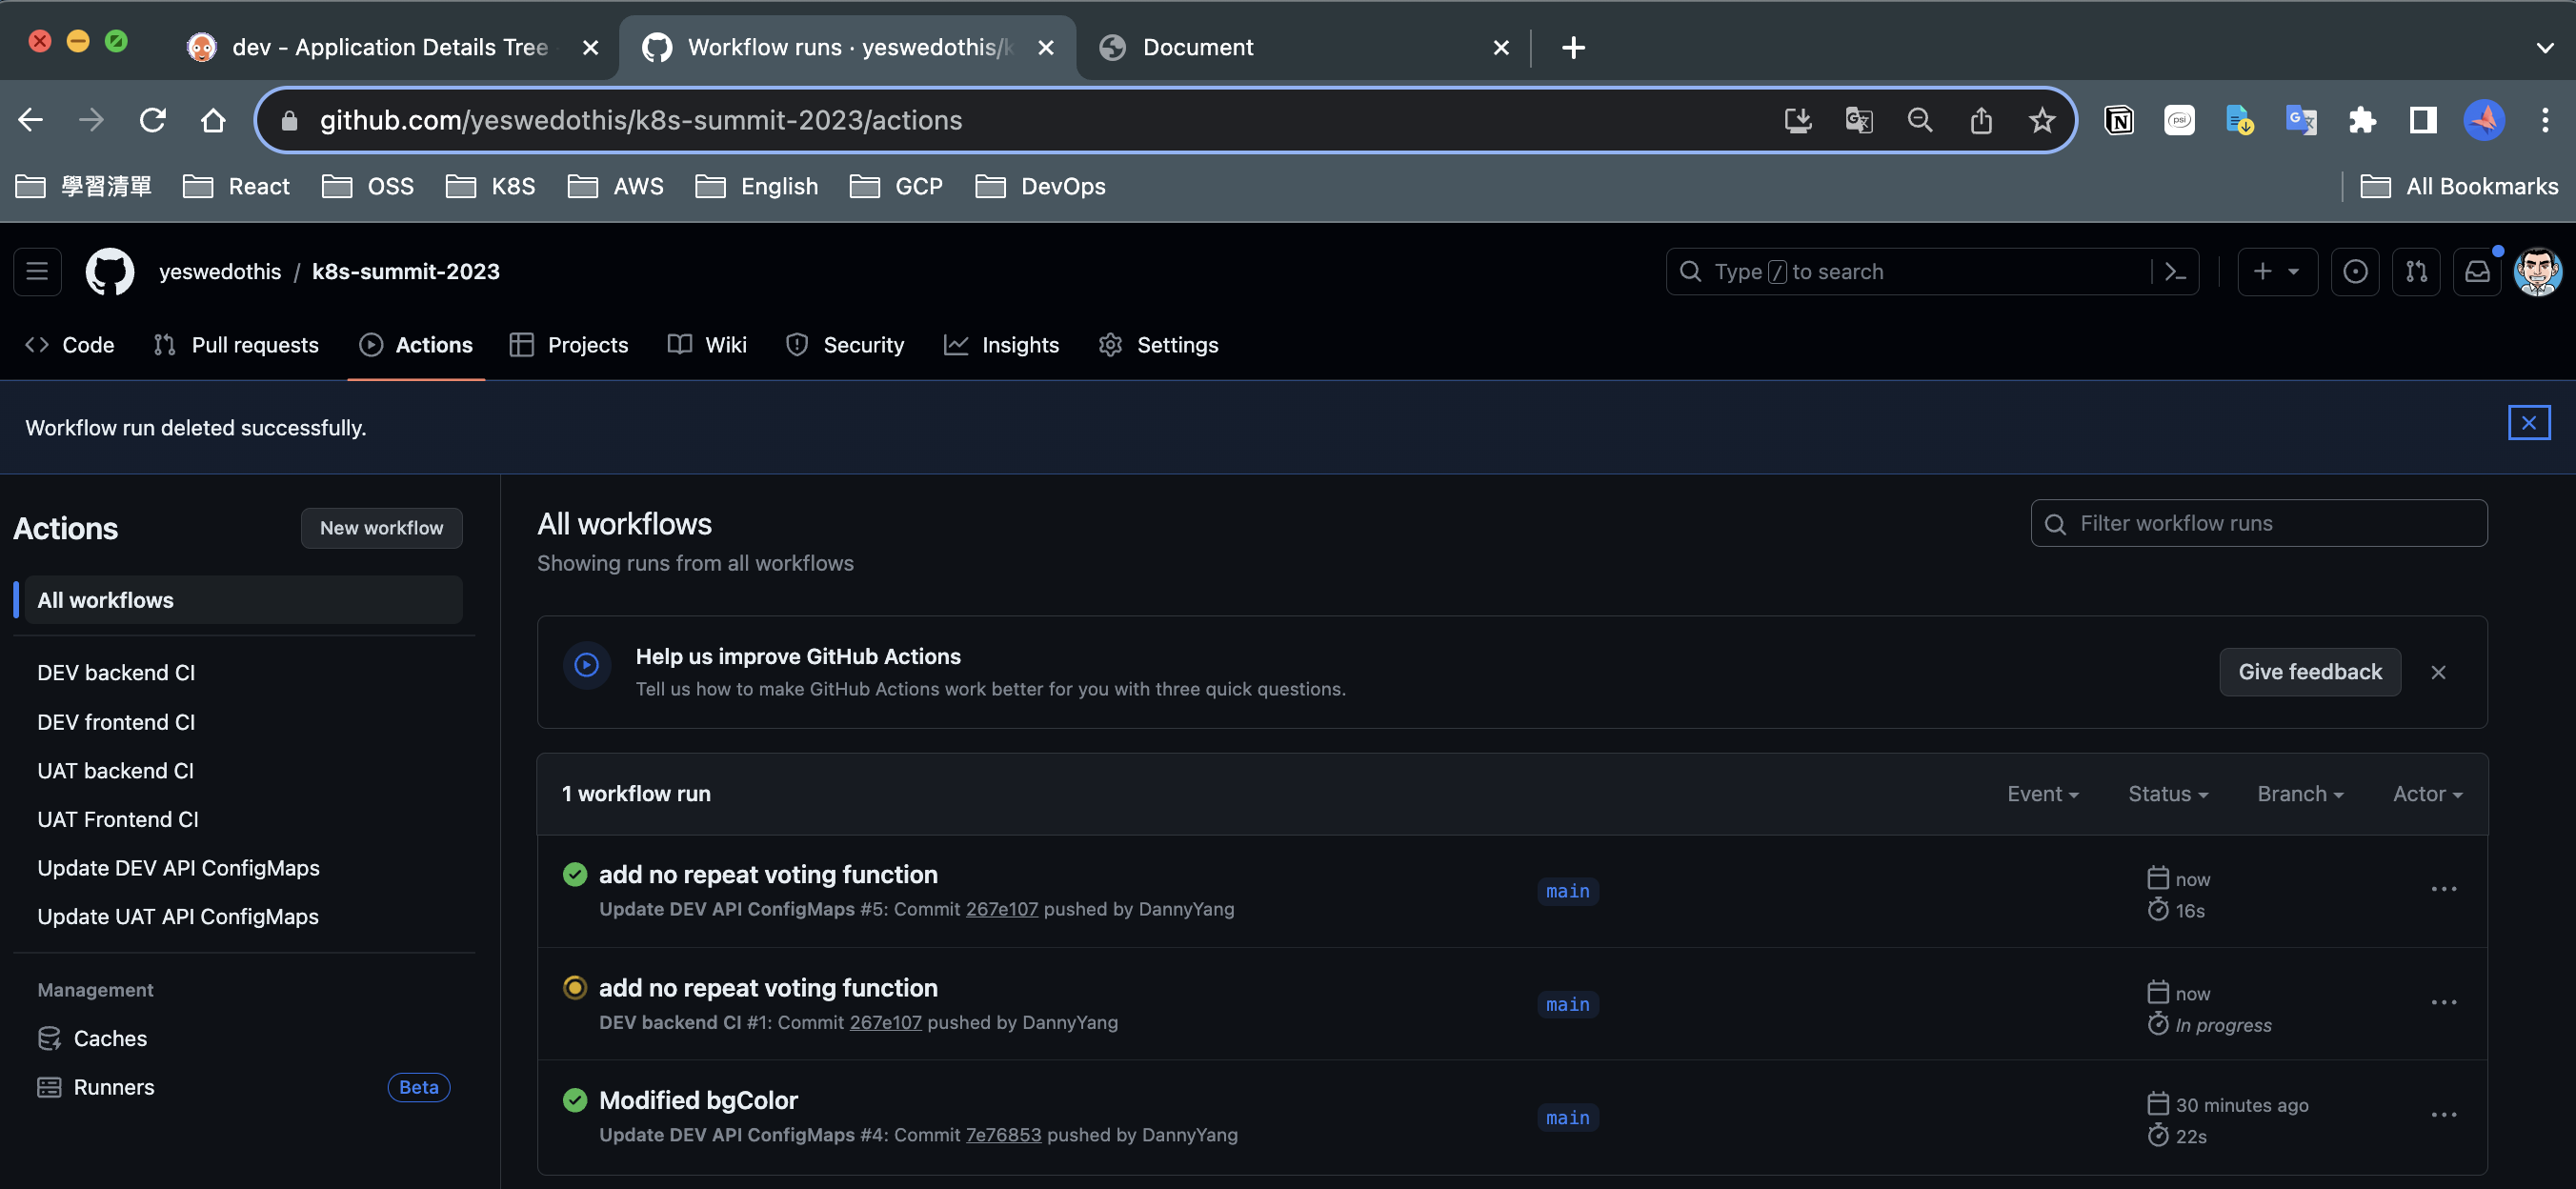 dev - Application Details Tree
Workflow runs · yeswedothis/k
Document
github.com/yeswedothis/k8s-summit-2023/actions
學習清單
React
OSS
K8S
AWS
English
GCP
DevOps
All Bookmarks
yeswedothis / k8s-summit-2023
Type / to search
Code
Pull requests
Actions
Projects
Wiki
Security
Insights
Settings
Workflow run deleted successfully.
Actions
New workflow
All workflows
DEV backend CI
DEV frontend CI
UAT backend CI
UAT Frontend CI
Update DEV API ConfigMaps
Update UAT API ConfigMaps
Management
Caches
Runners
Beta
All workflows
Showing runs from all workflows
Filter workflow runs
Help us improve GitHub Actions
Tell us how to make GitHub Actions work better for you with three quick questions.
Give feedback
1 workflow run
Event
Status
Branch
Actor
add no repeat voting function
Update DEV API ConfigMaps #5: Commit 267e107 pushed by DannyYang
main
now
16s
add no repeat voting function
DEV backend CI #1: Commit 267e107 pushed by DannyYang
main
now
In progress
Modified bgColor
Update DEV API ConfigMaps #4: Commit 7e76853 pushed by DannyYang
main
30 minutes ago
22s